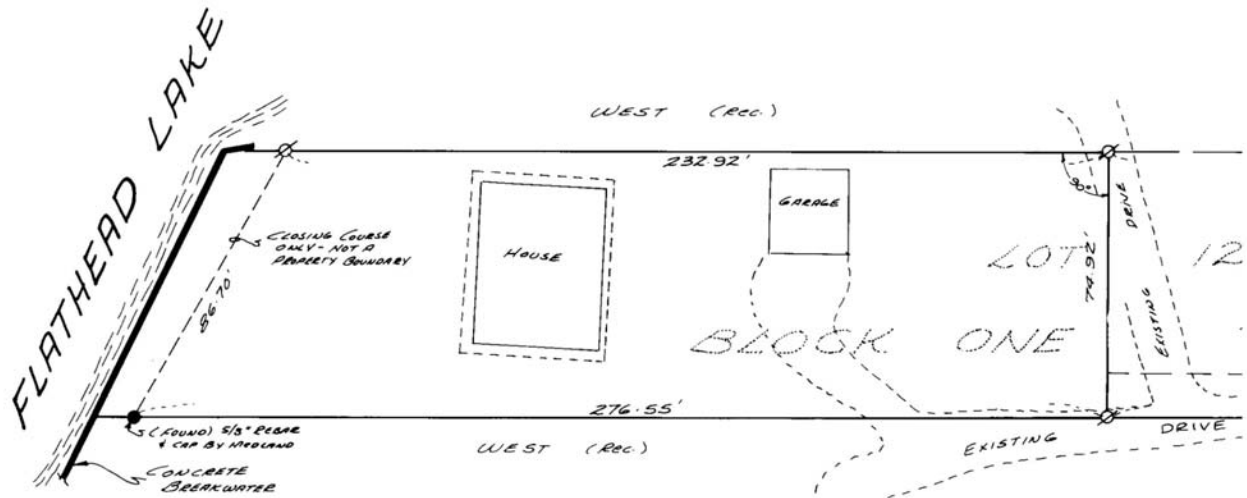 FLATHEAD LAKE
WEST (REC.)
232.92'
90°
GARAGE
HOUSE
CLOSING COURSE
ONLY - NOT A
PROPERTY BOUNDARY
86.70'
74.92'
DRIVE
EXISTING
LOT 12
BLOCK ONE
276.55'
(FOUND) 5/8" REBAR
& CAP BY MEDLAND
WEST (REC.)
EXISTING DRIVE
CONCRETE
BREAKWATER